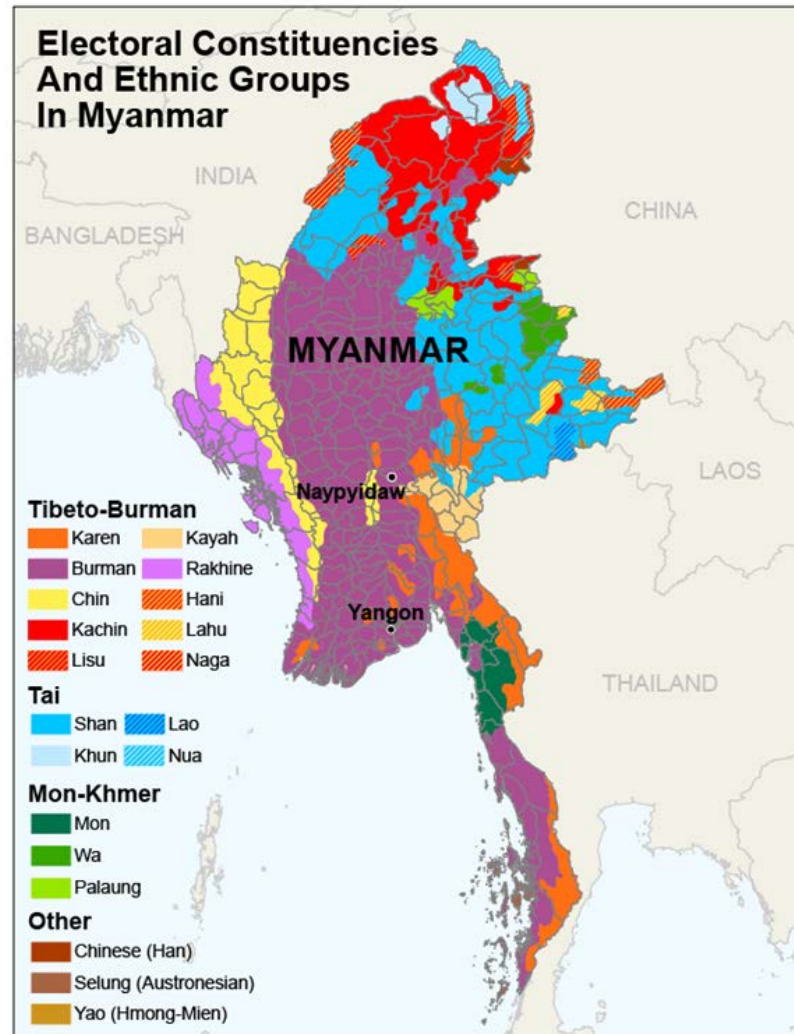 Electoral Constituencies
And Ethnic Groups
In Myanmar
INDIA
CHINA
BANGLADESH
MYANMAR
LAOS
Naypyidaw
Yangon
THAILAND
Tibeto-Burman
Karen
Kayah
Burman
Rakhine
Chin
Hani
Kachin
Lahu
Lisu
Naga
Tai
Shan
Lao
Khun
Nua
Mon-Khmer
Mon
Wa
Palaung
Other
Chinese (Han)
Selung (Austronesian)
Yao (Hmong-Mien)